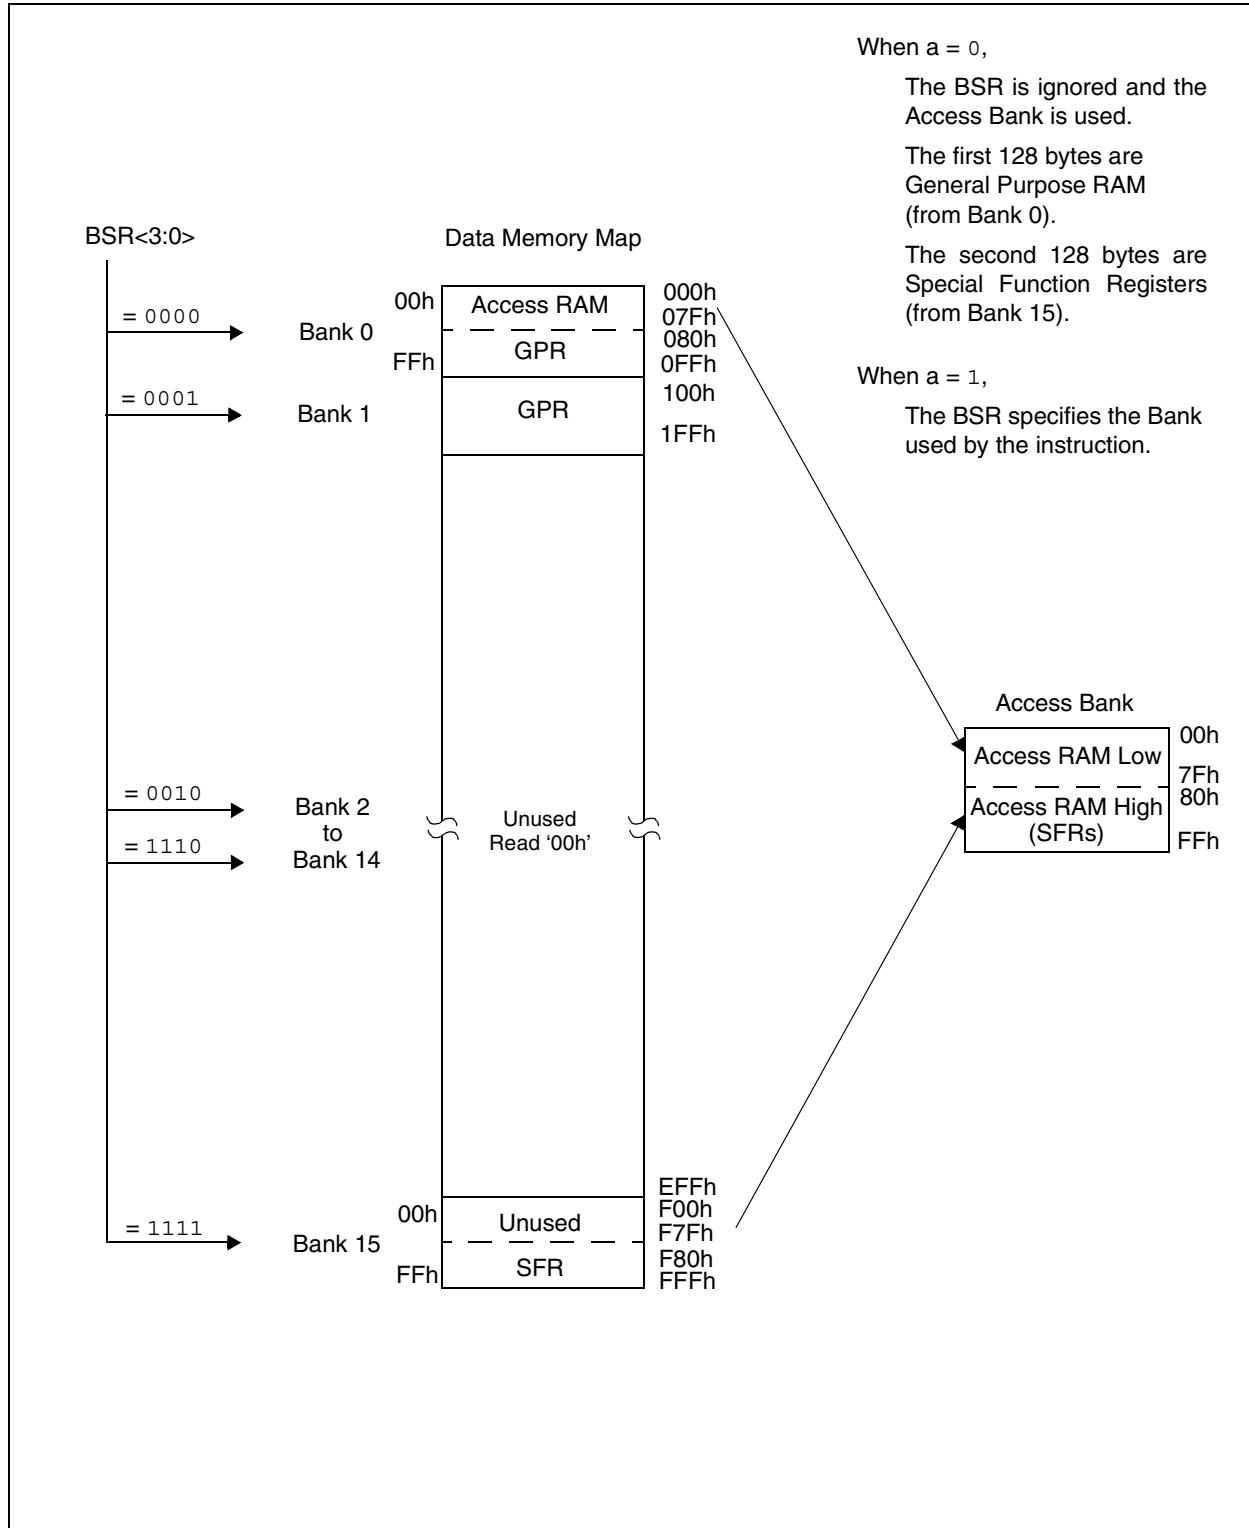 When a = 0,
The BSR is ignored and the
Access Bank is used.
The first 128 bytes are
General Purpose RAM
(from Bank 0).
The second 128 bytes are
Special Function Registers
(from Bank 15).
When a = 1,
The BSR specifies the Bank
used by the instruction.
BSR<3:0>
= 0000
= 0001
= 0010
= 1110
= 1111
Bank 0
Bank 1
Bank 2
to
Bank 14
Bank 15
Data Memory Map
00h
FFh
Access RAM
GPR
GPR
Unused
Read ‘00h’
00h
FFh
Unused
SFR
000h
07Fh
080h
0FFh
100h
1FFh
EFFh
F00h
F7Fh
F80h
FFFh
Access Bank
Access RAM Low
Access RAM High
(SFRs)
00h
7Fh
80h
FFh